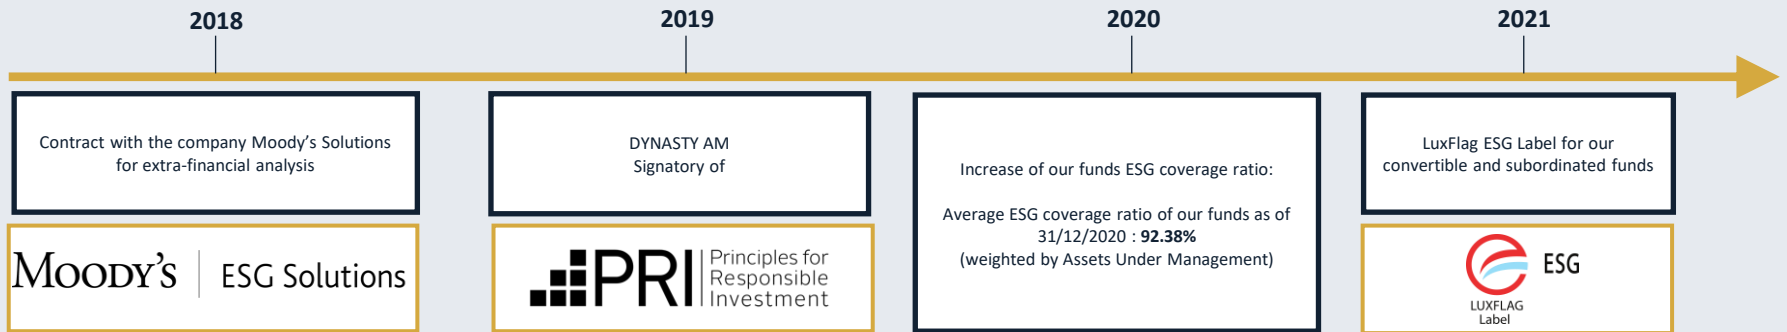 2018
2019
2020
2021
Contract with the company Moody's Solutions
for extra-financial analysis
MOODY'S | ESG Solutions
DYNASTY AM
Signatory of
PRI
Principles for
Responsible
Investment
Increase of our funds ESG coverage ratio:
Average ESG coverage ratio of our funds as of
31/12/2020 : 92.38%
(weighted by Assets Under Management)
LuxFlag ESG Label for our
convertible and subordinated funds
ESG
LUXFLAG
Label